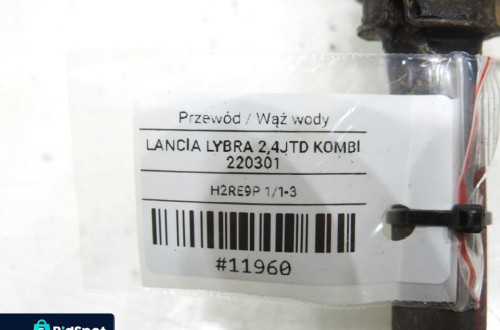 Przewód / Wąż wody
LANCIA LYBRA 2,4JTD KOMBI
220301
H2RE9P 1/1-3
#11960